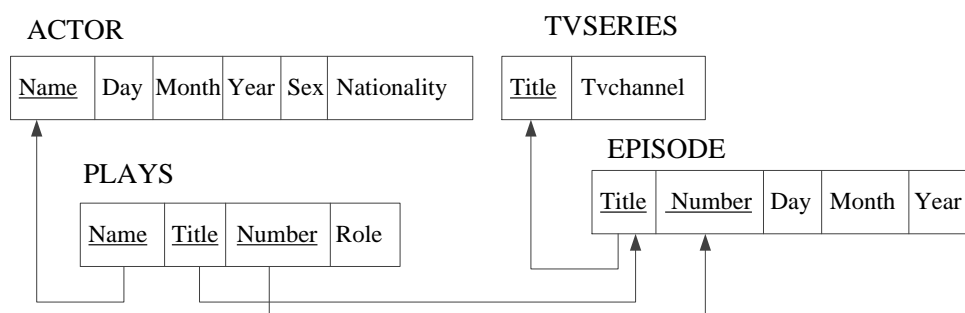 ACTOR
TVSERIES
Name Day Month Year Sex Nationality
Title Tvchannel
EPISODE
PLAYS
Title Number Day Month Year
Name Title Number Role